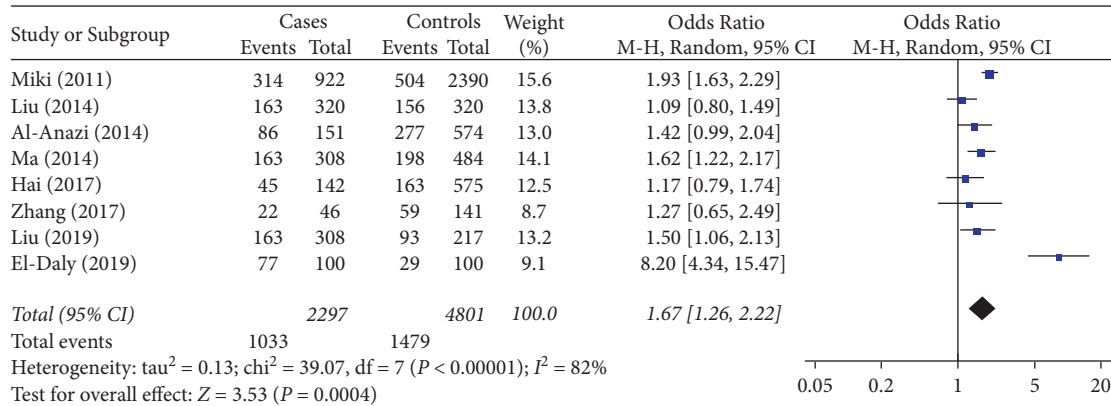 Study or Subgroup Cases Controls Weight (%) Odds Ratio M-H, Random, 95% CI Odds Ratio M-H, Random, 95% CI
Events Total Events Total
Miki (2011) 314 922 504 2390 15.6 1.93 [1.63, 2.29]
Liu (2014) 163 320 156 320 13.8 1.09 [0.80, 1.49]
Al-Anazi (2014) 86 151 277 574 13.0 1.42 [0.99, 2.04]
Ma (2014) 163 308 198 484 14.1 1.62 [1.22, 2.17]
Hai (2017) 45 142 163 575 12.5 1.17 [0.79, 1.74]
Zhang (2017) 22 46 59 141 8.7 1.27 [0.65, 2.49]
Liu (2019) 163 308 93 217 13.2 1.50 [1.06, 2.13]
El-Daly (2019) 77 100 29 100 9.1 8.20 [4.34, 15.47]
Total (95% CI) 2297 4801 100.0 1.67 [1.26, 2.22]
Total events 1033 1479
Heterogeneity: tau² = 0.13; chi² = 39.07, df = 7 (P < 0.00001); I² = 82%
Test for overall effect: Z = 3.53 (P = 0.0004)
0.05 0.2 1 5 20